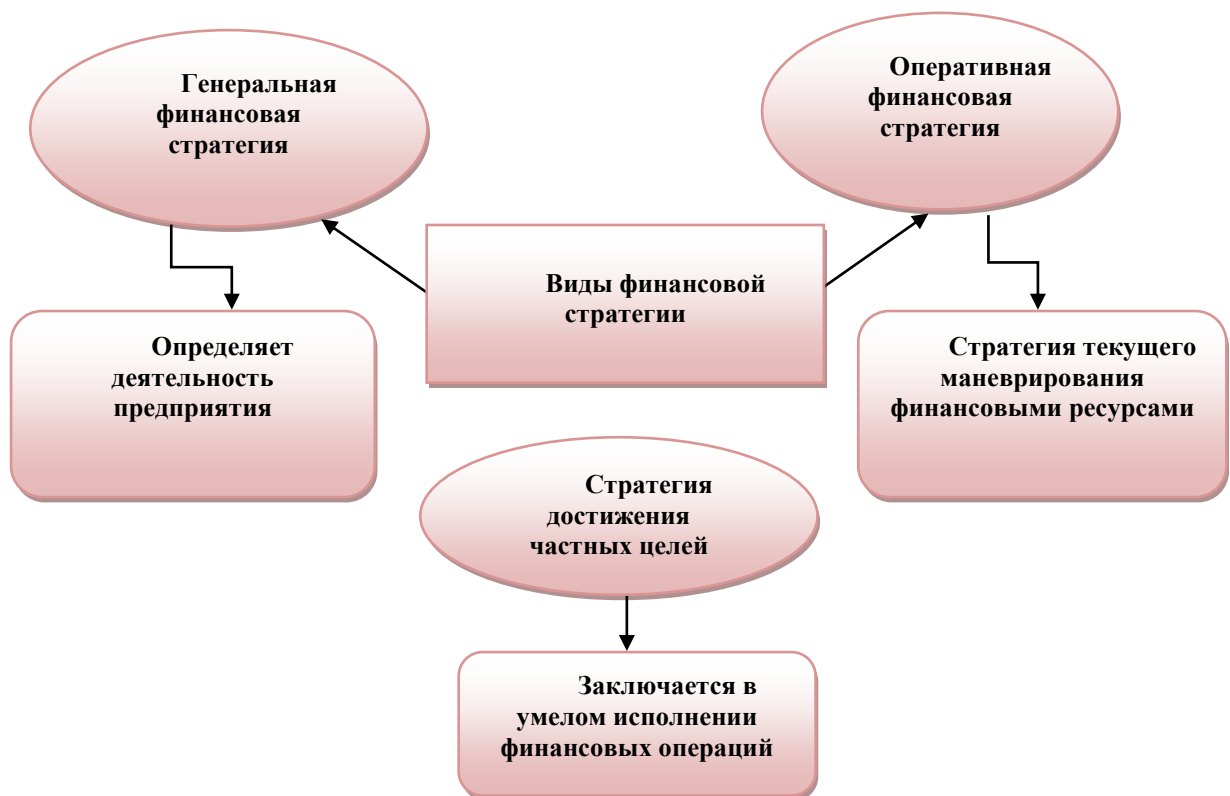 Генеральная
финансовая
стратегия
Оперативная
финансовая
стратегия
Виды финансовой
стратегии
Определяет
деятельность
предприятия
Стратегия текущего
маневрирования
финансовыми ресурсами
Стратегия
достижения
частных целей
Заключается в
умелом исполнении
финансовых операций